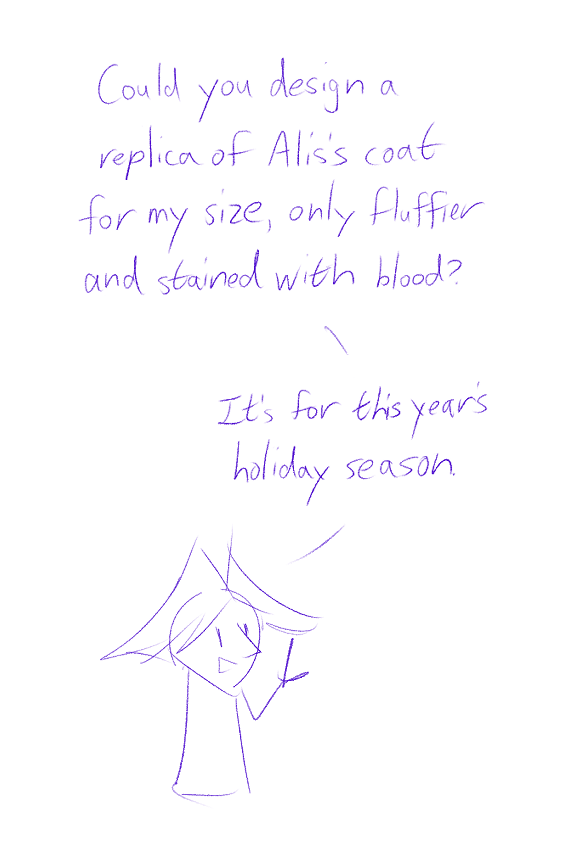 Could you design a
replica of Alis's coat
for my size, only fluffier
and stained with blood?
It's for this year's
holiday season.